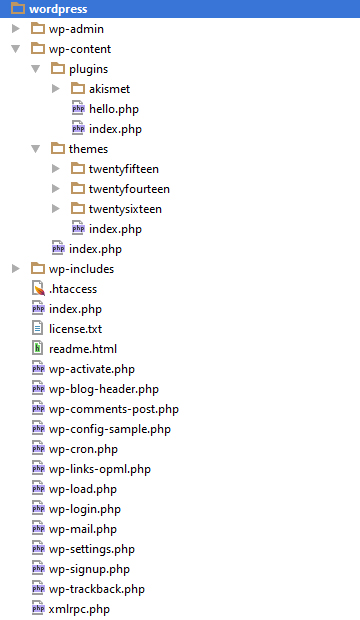 wordpress
wp-admin
wp-content
plugins
akismet
hello.php
index.php
themes
twentyfifteen
twentyfourteen
twentysixteen
index.php
index.php
wp-includes
.htaccess
index.php
license.txt
readme.html
wp-activate.php
wp-blog-header.php
wp-comments-post.php
wp-config-sample.php
wp-cron.php
wp-links-opml.php
wp-load.php
wp-login.php
wp-mail.php
wp-settings.php
wp-signup.php
wp-trackback.php
xmlrpc.php